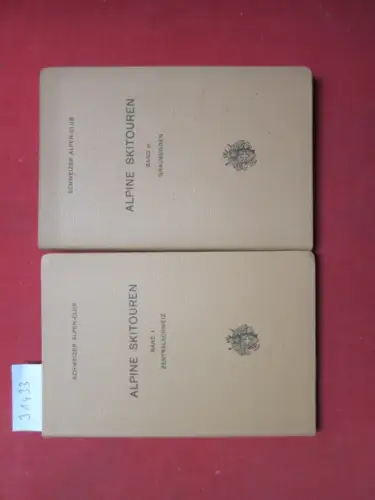 SCHWEIZER ALPEN-CLUB
ALPINE SKITOUREN
BAND II
GRAUBÜNDEN
SCHWEIZER ALPEN-CLUB
ALPINE SKITOUREN
BAND I
ZENTRALSCHWEIZ
31433